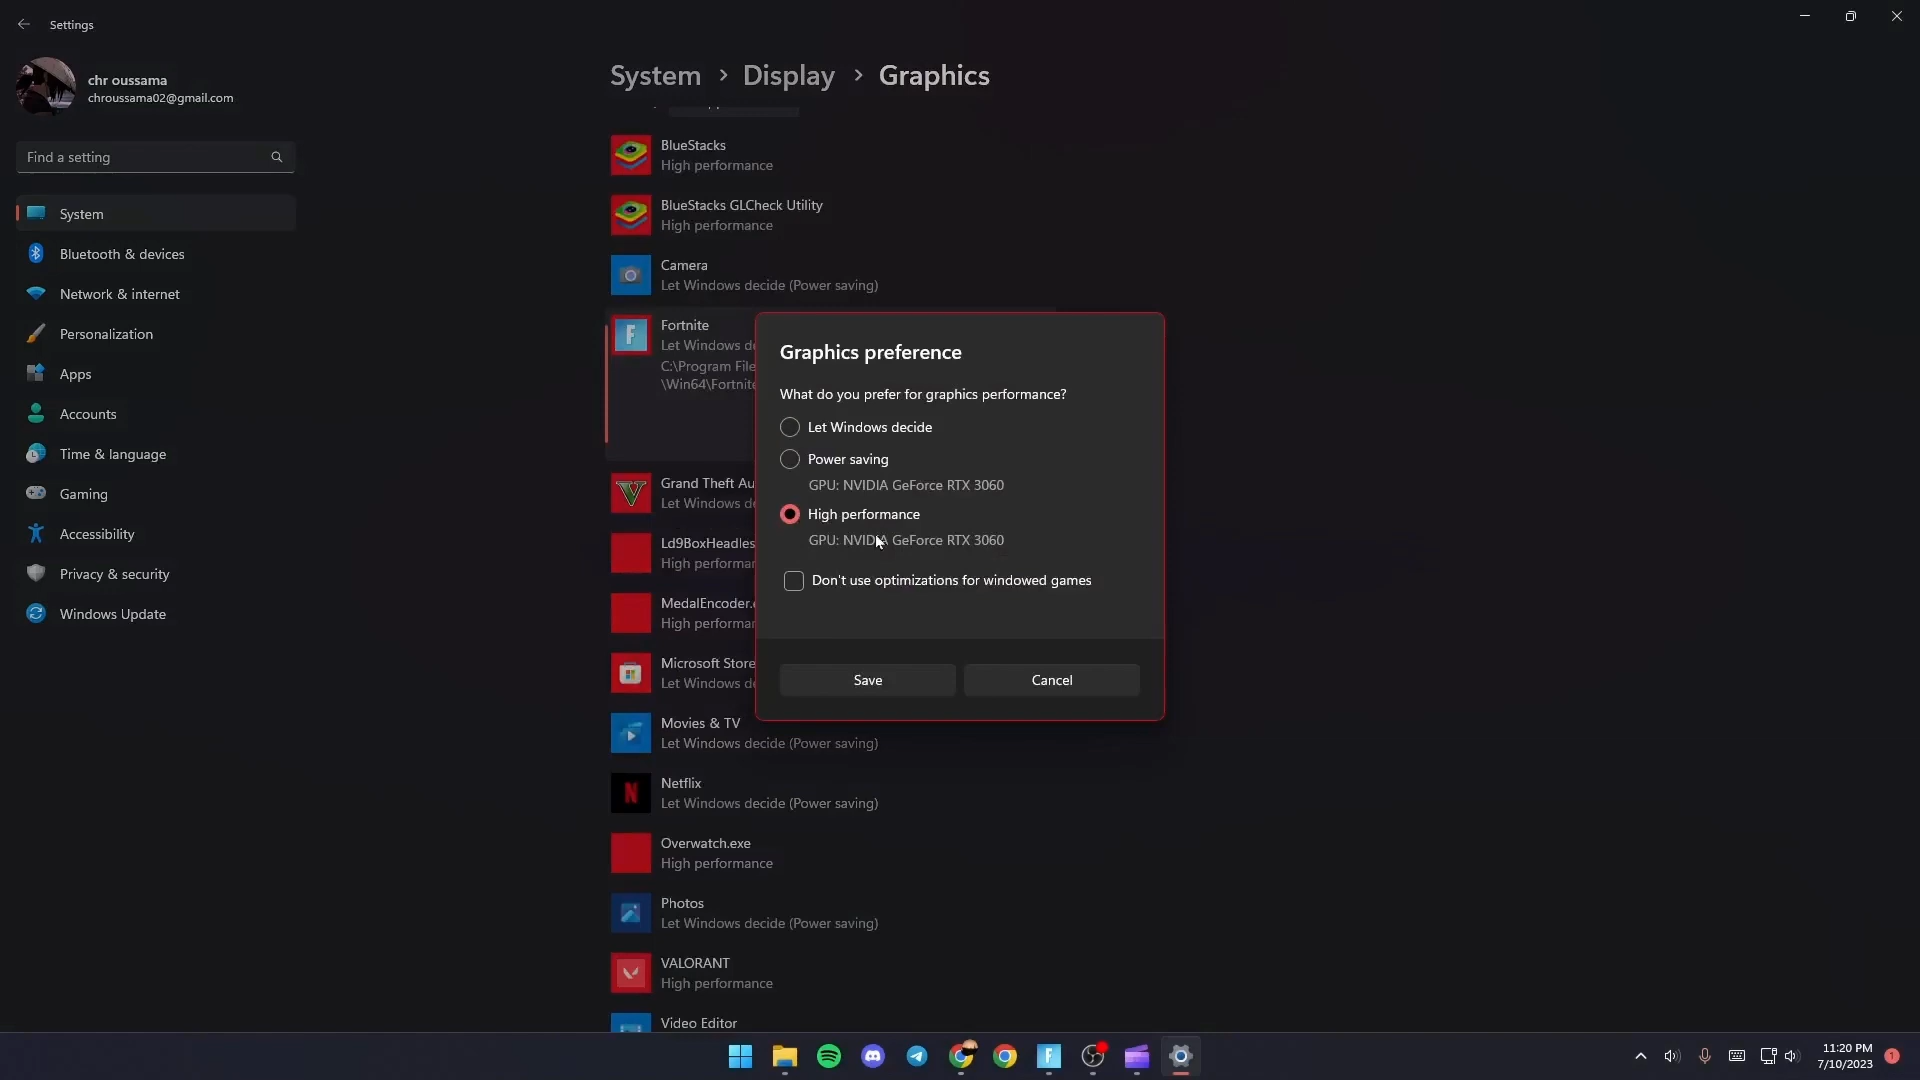 Settings
chr oussama
chroussama02@gmail.com
Find a setting
System
Bluetooth & devices
Network & internet
Personalization
Apps
Accounts
Time & language
Gaming
Accessibility
Privacy & security
Windows Update
System > Display > Graphics
BlueStacks
High performance
BlueStacks GLCheck Utility
High performance
Camera
Let Windows decide (Power saving)
Fortnite
Let Windows
C:\Program File
\Win64\Fortnite
Grand Theft Au
Let Windows
Ld9BoxHeadles
High performan
MedalEncoder.
High performan
Microsoft Store
Let Windows
Movies & TV
Let Windows decide (Power saving)
Netflix
Let Windows decide (Power saving)
Overwatch.exe
High performance
Photos
Let Windows decide (Power saving)
VALORANT
High performance
Video Editor
Graphics preference
What do you prefer for graphics performance?
Let Windows decide
Power saving
GPU: NVIDIA GeForce RTX 3060
High performance
GPU: NVIDIA GeForce RTX 3060
Don't use optimizations for windowed games
Save
Cancel
11:20 PM
7/10/2023
1